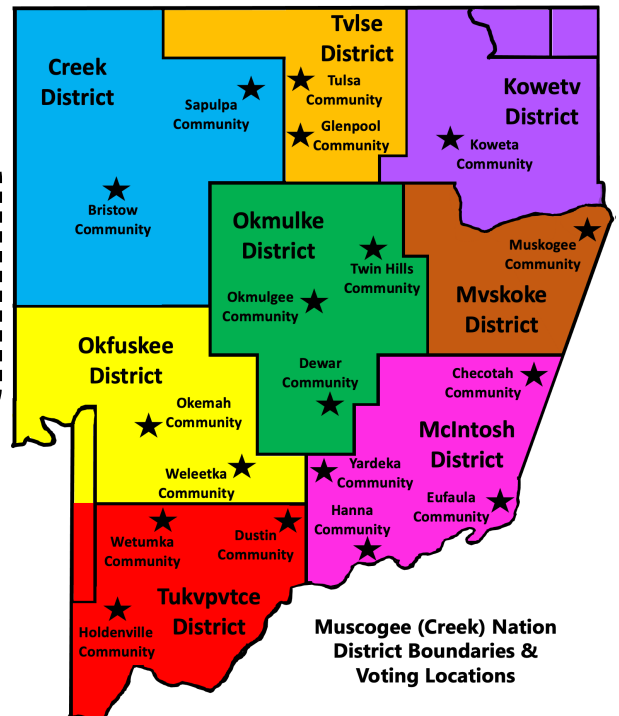 Tvlse
District
Creek
District
Tulsa
Community
Sapulpa
Community
Kowetv
District
Glenpool
Community
Koweta
Community
Bristow
Community
Okmulke
District
Muskogee
Community
Twin Hills
Community
Okmulgee
Community
Mvskoke
District
Okfuskee
District
Dewar
Community
Checotah
Community
Okemah
Community
McIntosh
District
Weleetka
Community
Yardeka
Community
Eufaula
Community
Hanna
Community
Wetumka
Community
Dustin
Community
Tukvpvtce
District
Holdenville
Community
Muscogee (Creek) Nation
District Boundaries &
Voting Locations